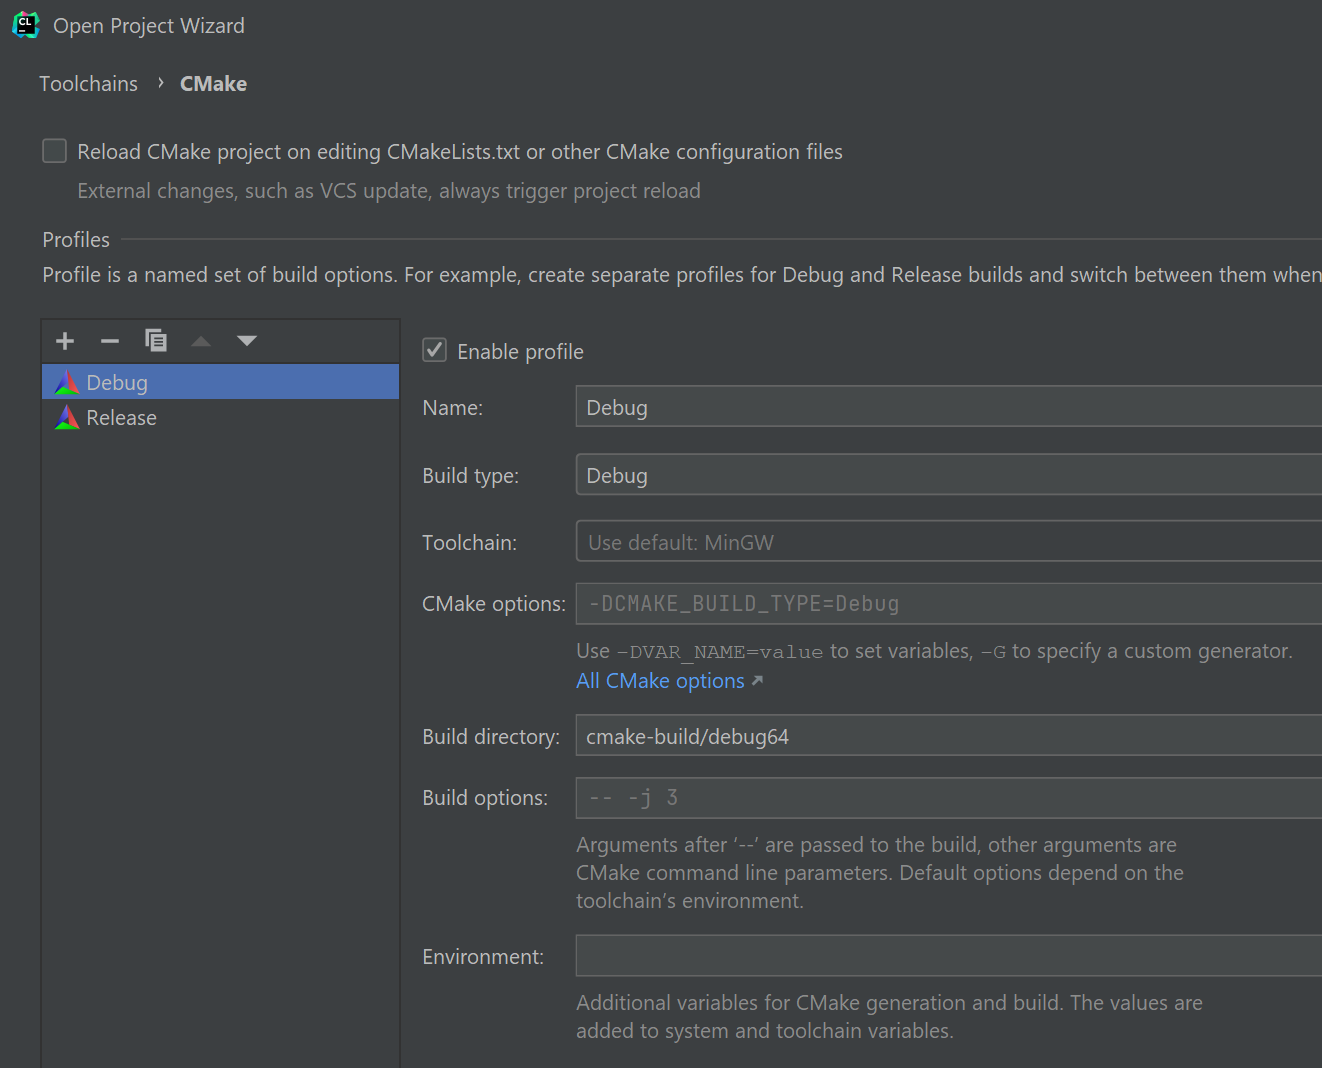 CL
Open Project Wizard
Toolchains › CMake
Reload CMake project on editing CMakeLists.txt or other CMake configuration files
External changes, such as VCS update, always trigger project reload
Profiles
Profile is a named set of build options. For example, create separate profiles for Debug and Release builds and switch between them when
Debug
Release
Enable profile
Name: Debug
Build type: Debug
Toolchain: Use default: MinGW
CMake options: -DCMAKE_BUILD_TYPE=Debug
Use -DVAR_NAME=value to set variables, -G to specify a custom generator.
All CMake options ↗
Build directory: cmake-build/debug64
Build options: -- -j 3
Arguments after ‘--’ are passed to the build, other arguments are
CMake command line parameters. Default options depend on the
toolchain’s environment.
Environment:
Additional variables for CMake generation and build. The values are
added to system and toolchain variables.